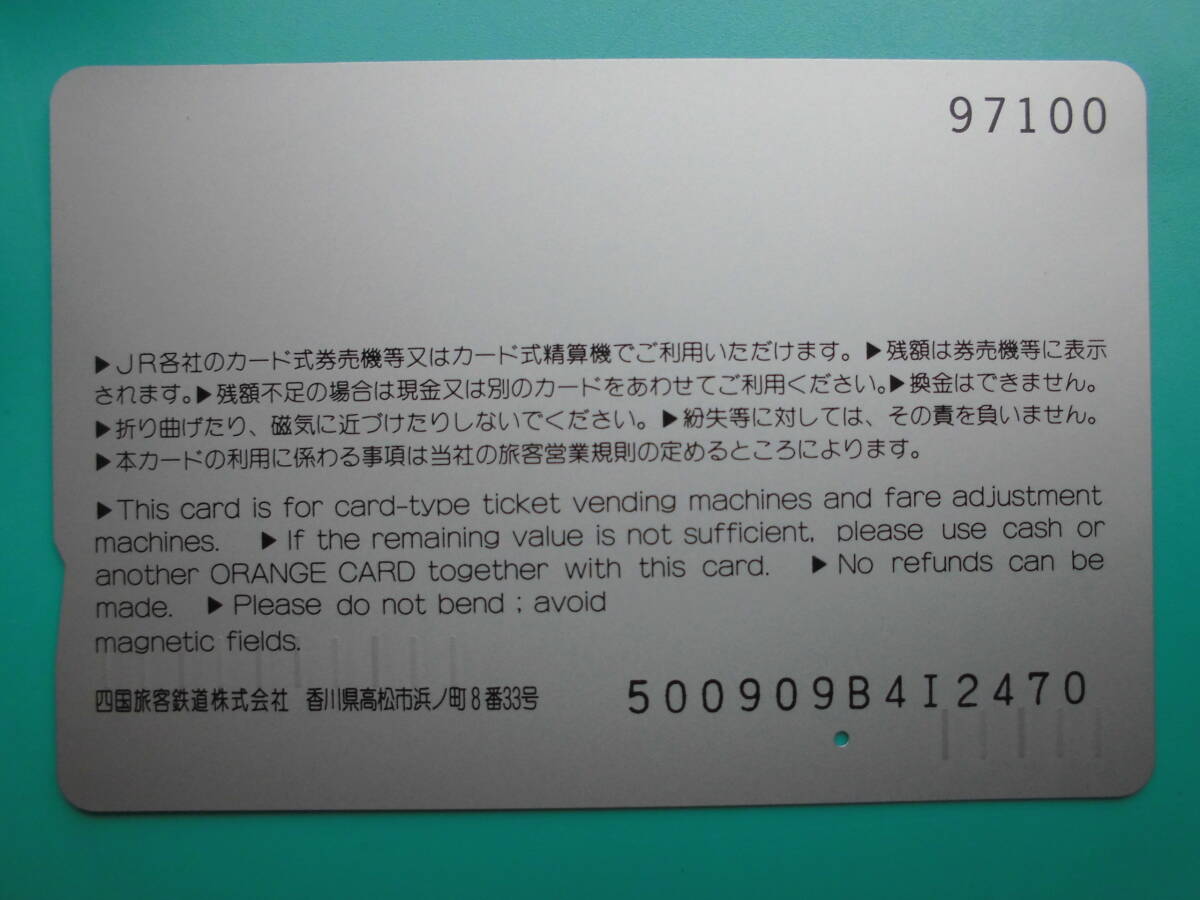 97100
▶JR各社のカード式券売機等又はカード式精算機でご利用いただけます。▶残額は券売機等に表示
されます。▶残額不足の場合は現金又は別のカードをあわせてご利用ください。▶換金はできません。
▶折り曲げたり、磁気に近づけたりしないでください。▶紛失等に対しては、その責を負いません。
▶本カードの利用に係わる事項は当社の旅客営業規則の定めるところによります。
▶This card is for card-type ticket vending machines and fare adjustment
machines. ▶If the remaining value is not sufficient, please use cash or
another ORANGE CARD together with this card. ▶No refunds can be
made. ▶Please do not bend ; avoid
magnetic fields.
四国旅客鉄道株式会社 香川県高松市浜ノ町8番33号
500909B4I2470